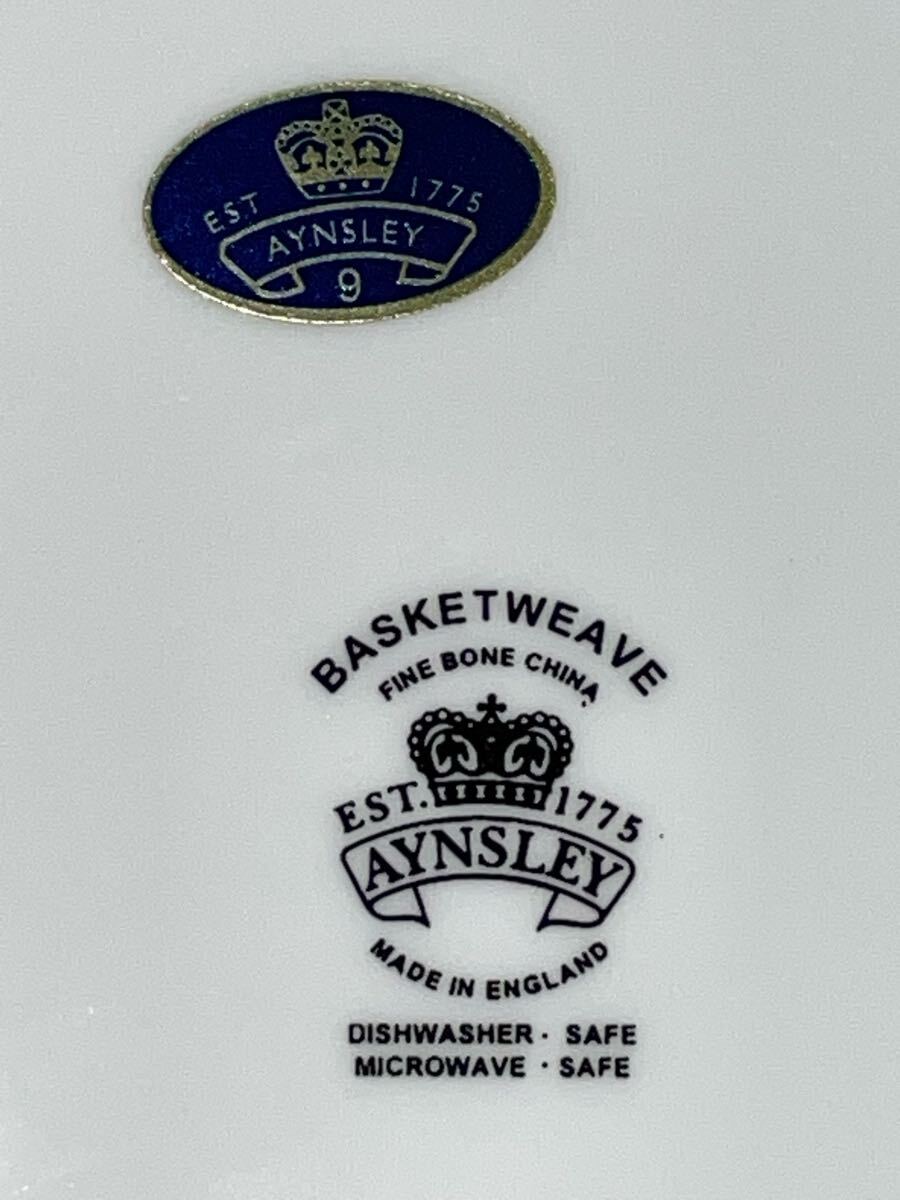 EST 1775
AYNSLEY
9
BASKETWEAVE
FINE BONE CHINA
EST. 1775
AYNSLEY
MADE IN ENGLAND
DISHWASHER · SAFE
MICROWAVE · SAFE